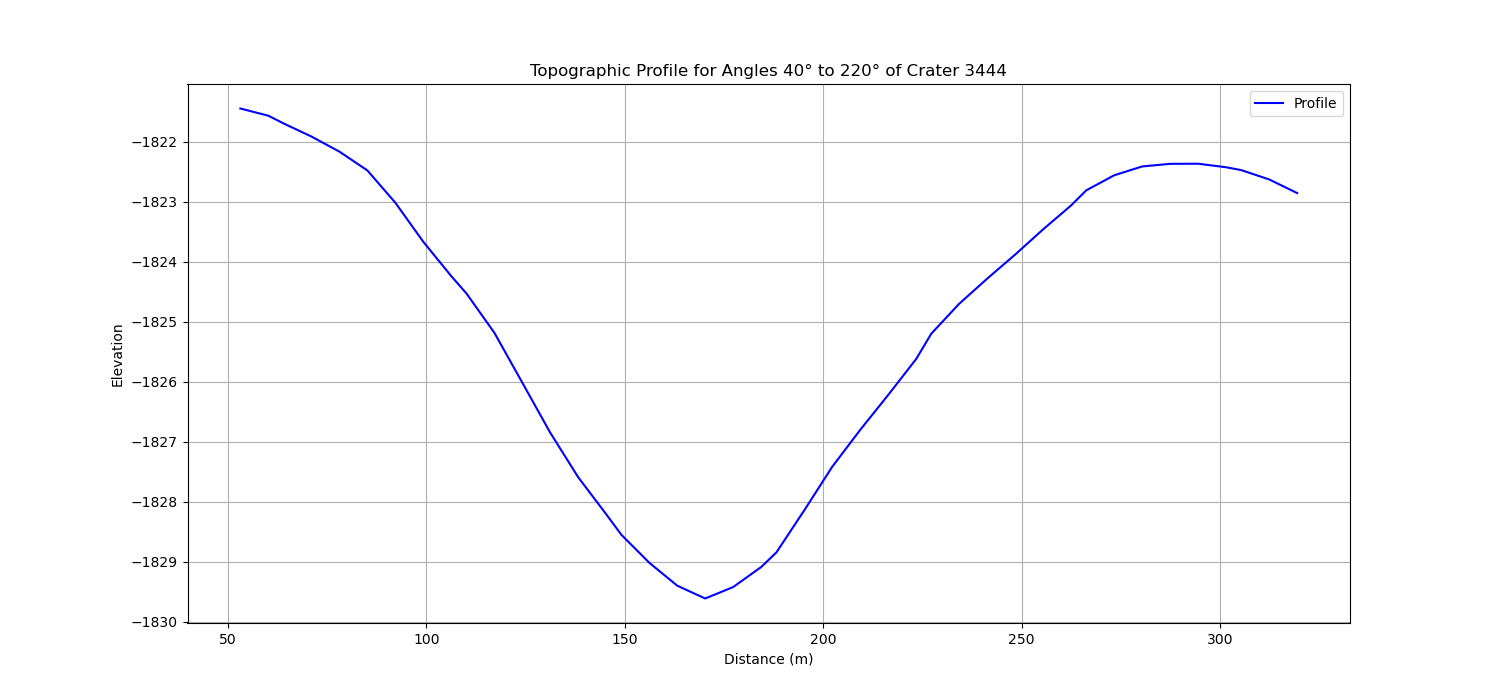 Topographic Profile for Angles 40° to 220° of Crater 3444
Profile
−1822
−1823
−1824
−1825
−1826
−1827
−1828
−1829
−1830
Elevation
50 100 150 200 250 300
Distance (m)